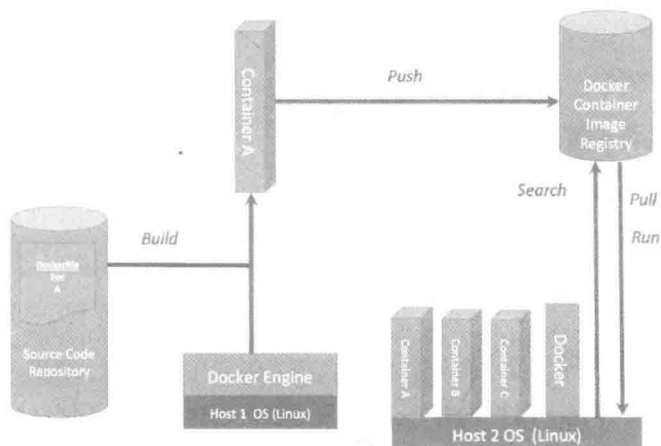 Container A
Push
Docker
Container
Image
Registry
Search
Pull
Run
Build
Dockerfile
For
A
Source Code
Repository
Docker Engine
Host 1 OS (Linux)
Container A
Container B
Container C
Docker
Host 2 OS (Linux)